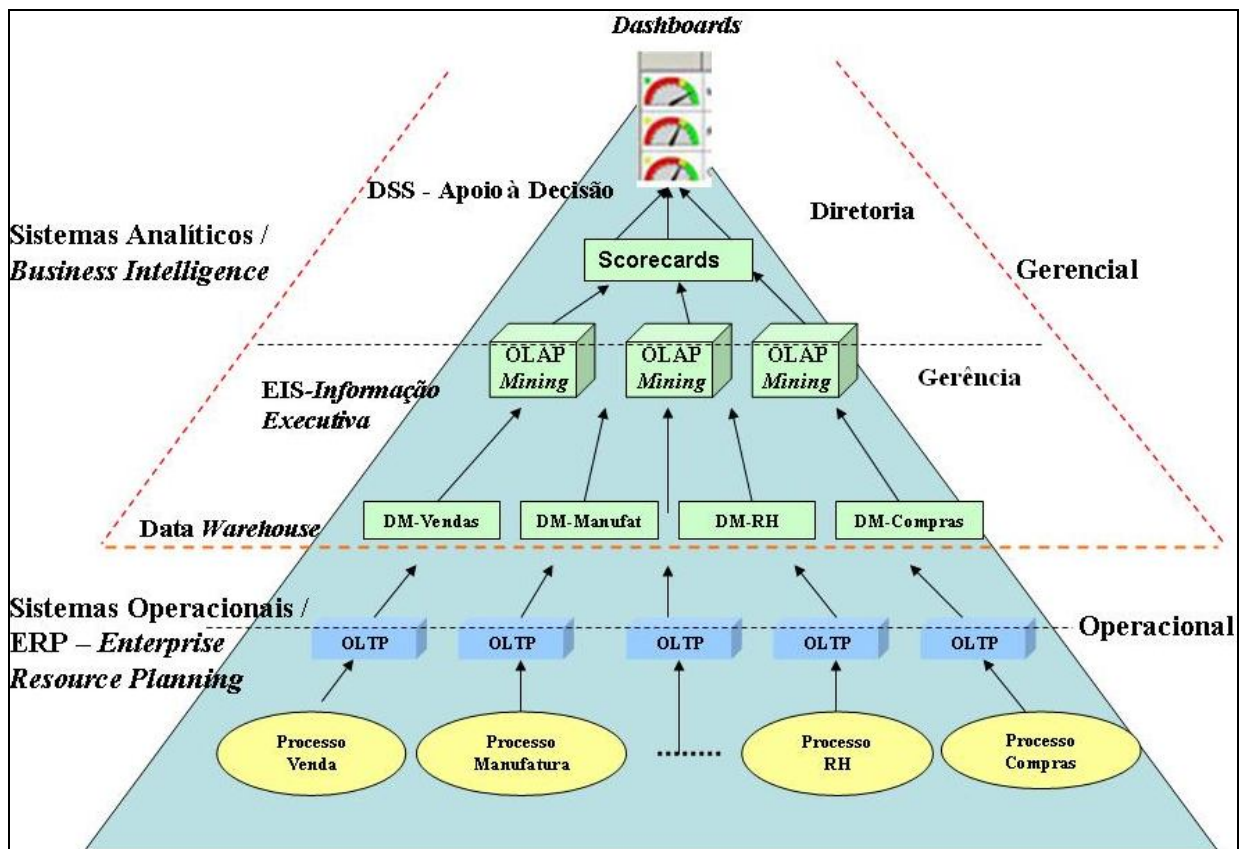 Dashboards
DSS - Apoio à Decisão
Diretoria
Sistemas Analíticos /
Business Intelligence
Scorecards
Gerencial
OLAP
Mining
OLAP
Mining
OLAP
Mining
Gerência
EIS-Informação
Executiva
DM-Vendas
DM-Manufat
DM-RH
DM-Compras
Data Warehouse
Sistemas Operacionais /
ERP – Enterprise
Resource Planning
OLTP
OLTP
OLTP
OLTP
OLTP
Operacional
Processo
Venda
Processo
Manufatura
Processo
RH
Processo
Compras